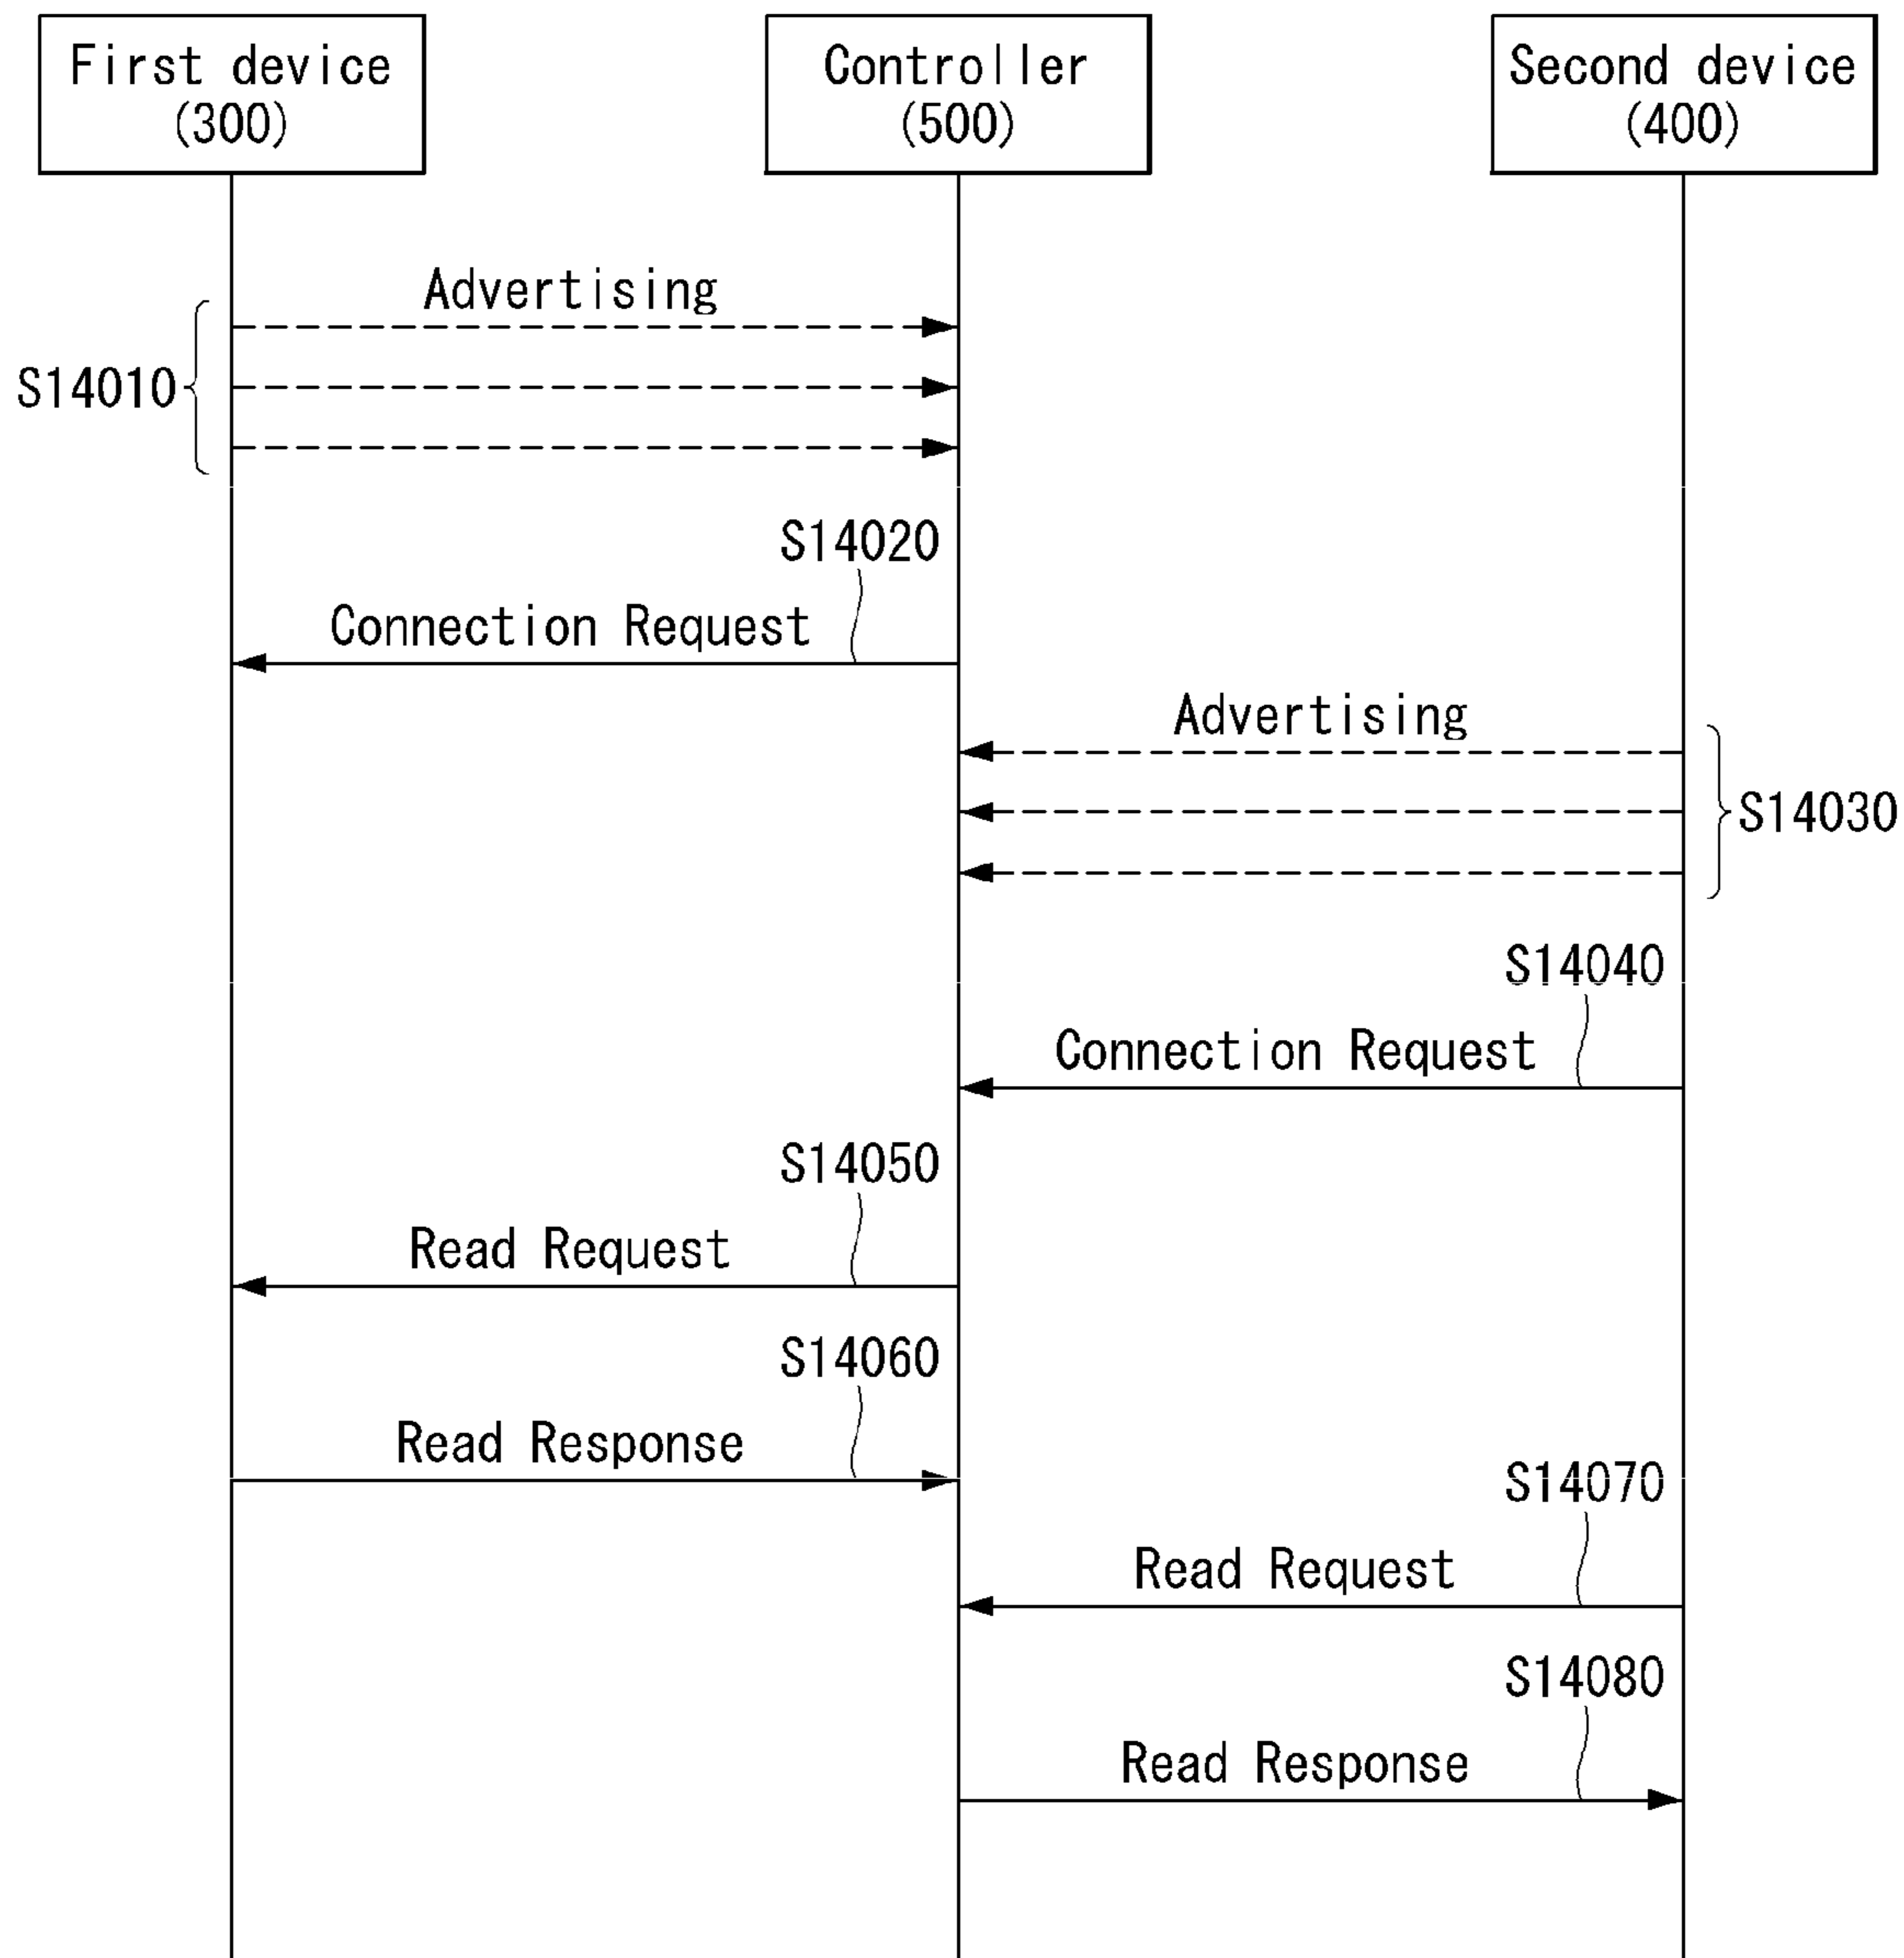 First device
(300)
Controller
(500)
Second device
(400)
Advertising
S14010
S14020
Connection Request
Advertising
S14030
S14040
Connection Request
S14050
Read Request
S14060
Read Response
S14070
Read Request
S14080
Read Response